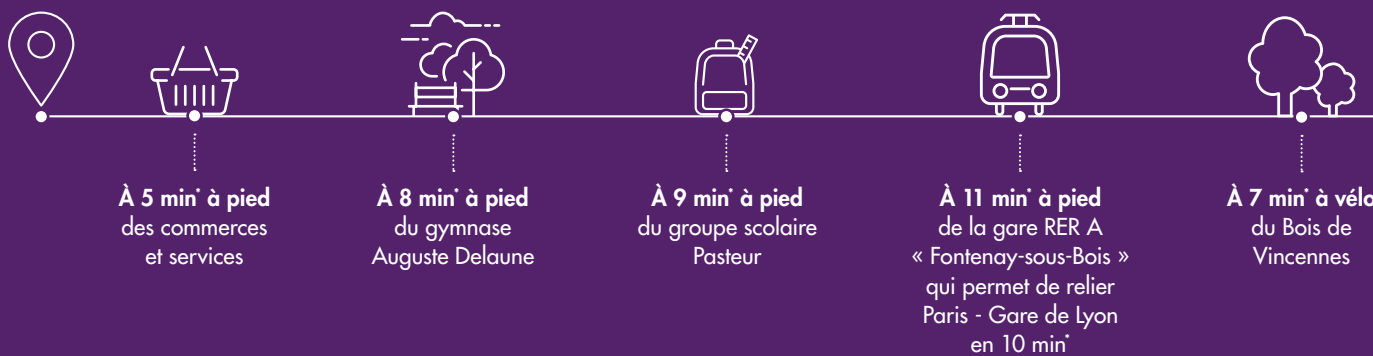 À 5 min* à pied
des commerces
et services
À 8 min* à pied
du gymnase
Auguste Delaune
À 9 min* à pied
du groupe scolaire
Pasteur
À 11 min* à pied
de la gare RER A
« Fontenay-sous-Bois »
qui permet de relier
Paris - Gare de Lyon
en 10 min*
À 7 min* à vélo
du Bois de
Vincennes